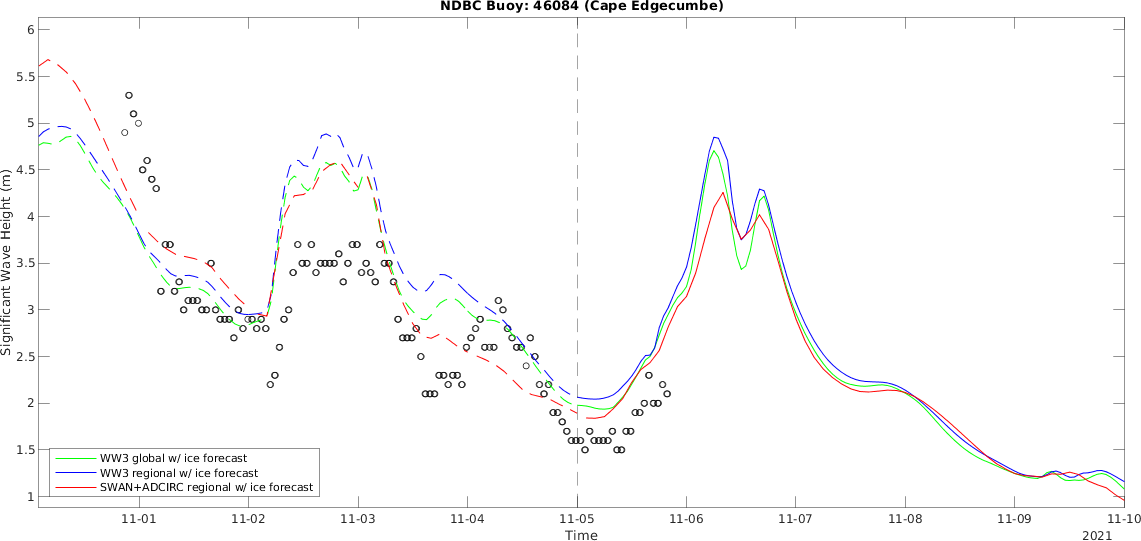 NDBC Buoy: 46084 (Cape Edgecumbe)
Significant Wave Height (m)
6
5.5
5
4.5
4
3.5
3
2.5
2
1.5
1
WW3 global w/ ice forecast
WW3 regional w/ ice forecast
SWAN+ADCIRC regional w/ ice forecast
11-01 11-02 11-03 11-04 11-05 11-06 11-07 11-08 11-09 11-10
Time
2021